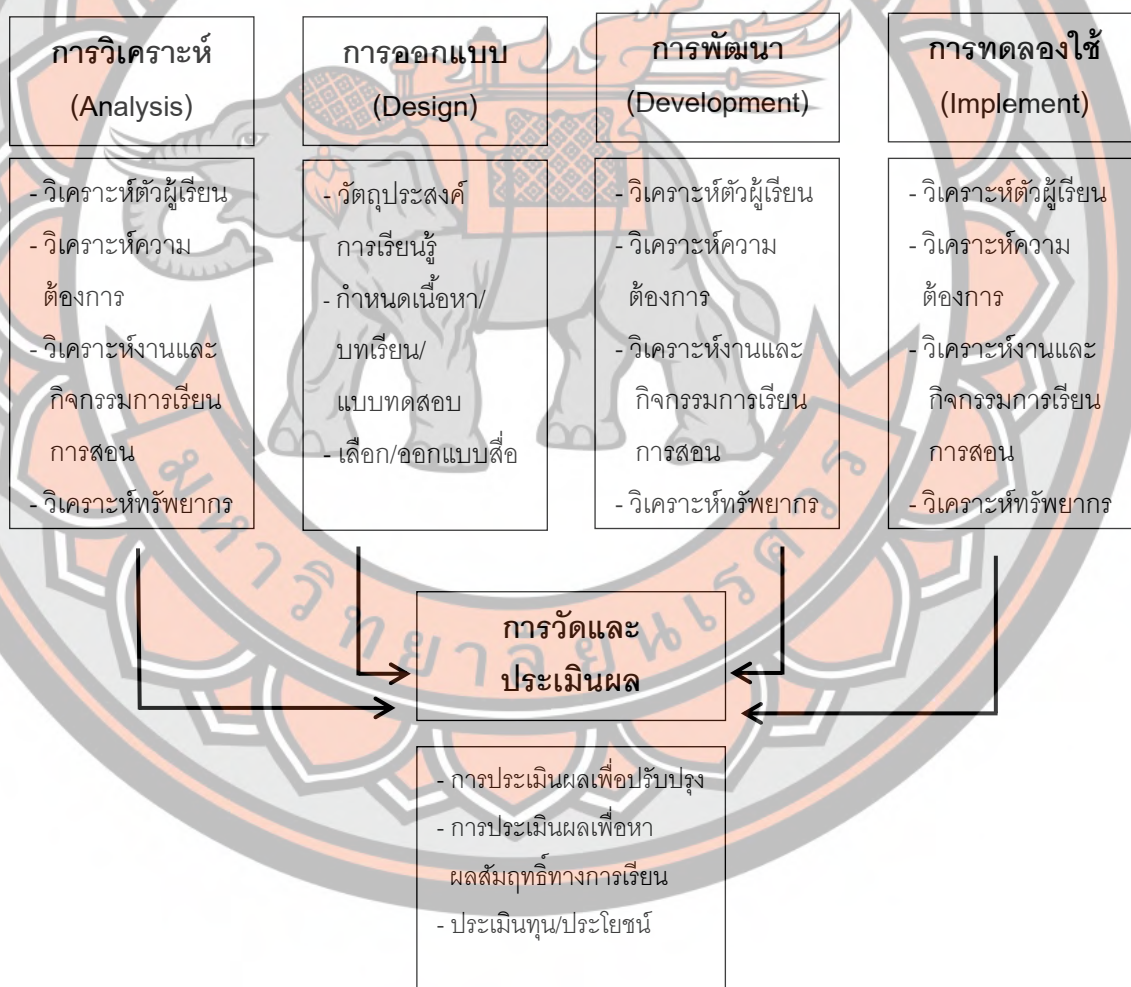 การวิเคราะห์
(Analysis)
- วิเคราะห์ตัวผู้เรียน
- วิเคราะห์ความ
ต้องการ
- วิเคราะห์งานและ
กิจกรรมการเรียน
การสอน
- วิเคราะห์ทรัพยากร
การออกแบบ
(Design)
- วัตถุประสงค์
การเรียนรู้
- กำหนดเนื้อหา/
บทเรียน/
แบบทดสอบ
- เลือก/ออกแบบสื่อ
การพัฒนา
(Development)
- วิเคราะห์ตัวผู้เรียน
- วิเคราะห์ความ
ต้องการ
- วิเคราะห์งานและ
กิจกรรมการเรียน
การสอน
- วิเคราะห์ทรัพยากร
การทดลองใช้
(Implement)
- วิเคราะห์ตัวผู้เรียน
- วิเคราะห์ความ
ต้องการ
- วิเคราะห์งานและ
กิจกรรมการเรียน
การสอน
- วิเคราะห์ทรัพยากร
การวัดและ
ประเมินผล
- การประเมินผลเพื่อปรับปรุง
- การประเมินผลเพื่อหา
ผลสัมฤทธิ์ทางการเรียน
- ประเมินทุน/ประโยชน์
มหาวิทยาลัยนเรศวร